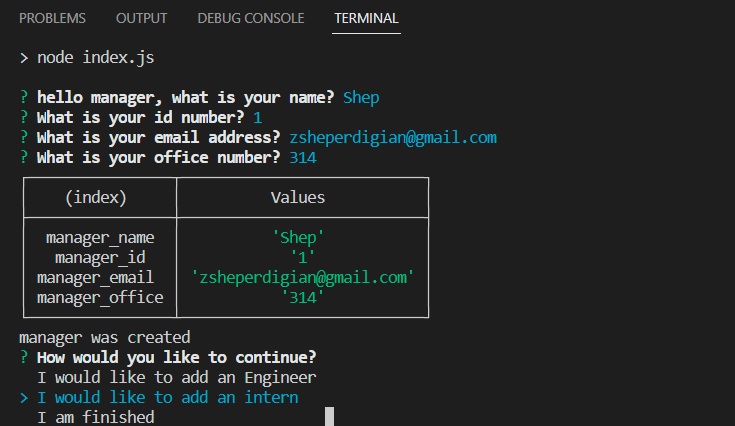 PROBLEMS OUTPUT DEBUG CONSOLE TERMINAL
> node index.js
? hello manager, what is your name? Shep
? What is your id number? 1
? What is your email address? zsheperdigian@gmail.com
? What is your office number? 314
(index) Values
manager_name 'Shep'
manager_id '1'
manager_email 'zsheperdigian@gmail.com'
manager_office '314'
manager was created
? How would you like to continue?
I would like to add an Engineer
> I would like to add an intern
I am finished